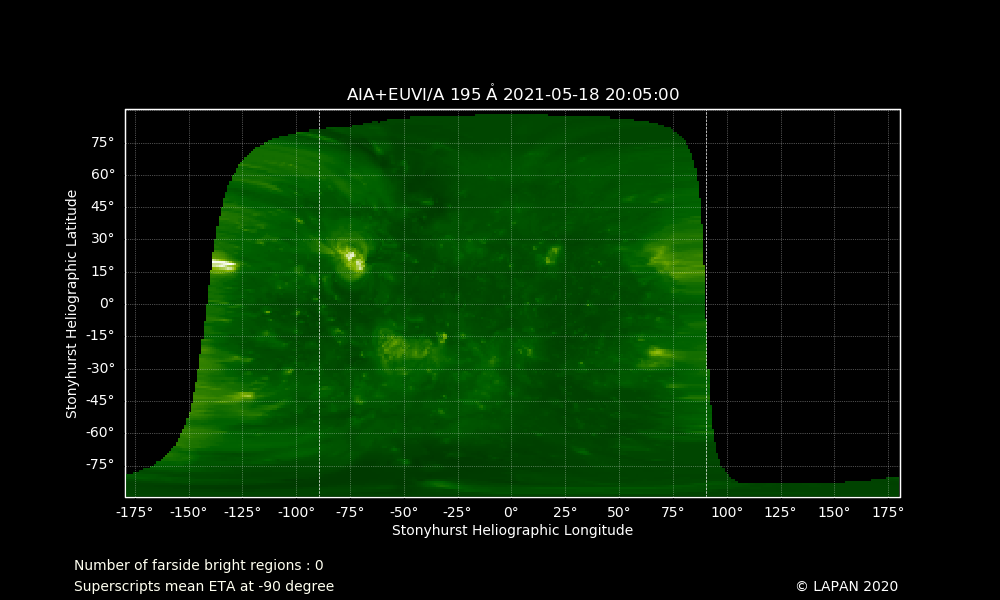 AIA+EUVI/A 195 Å 2021-05-18 20:05:00
75°
60°
45°
30°
15°
0°
-15°
-30°
-45°
-60°
-75°
Stonyhurst Heliographic Latitude
-175° -150° -125° -100° -75° -50° -25° 0° 25° 50° 75° 100° 125° 150° 175°
Stonyhurst Heliographic Longitude
Number of farside bright regions : 0
Superscripts mean ETA at -90 degree
© LAPAN 2020